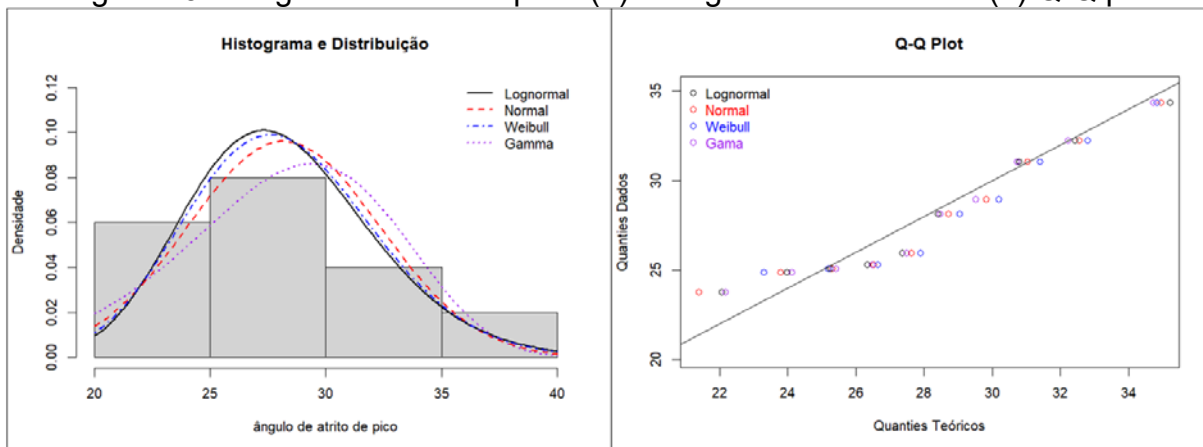 Histograma e Distribuição
0.12
0.10
0.08
0.06
0.04
0.02
0.00
Densidade
Lognormal
Normal
Weibull
Gamma
20 25 30 35 40
ângulo de atrito de pico
Q-Q Plot
35
30
25
20
Quanties Dados
Lognormal
Normal
Weibull
Gama
22 24 26 28 30 32 34
Quanties Teóricos